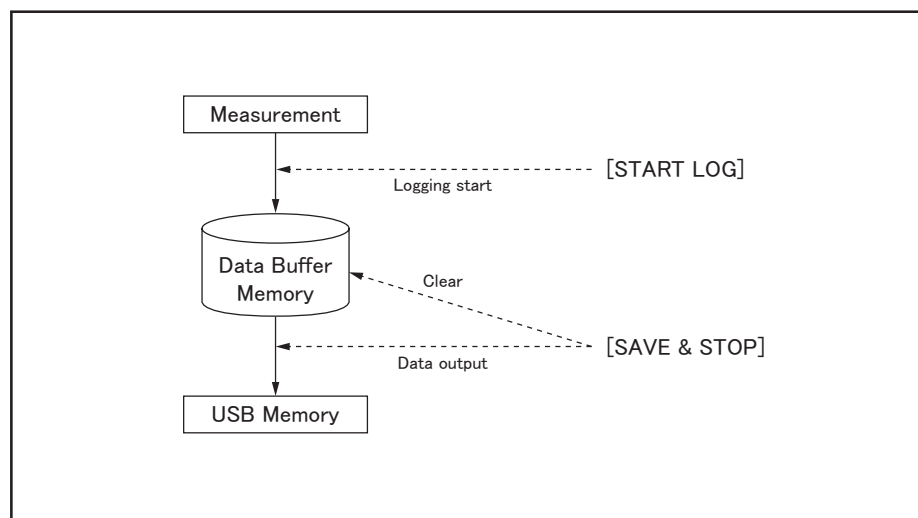 Measurement
[START LOG]
Logging start
Data Buffer
Memory
Clear
[SAVE & STOP]
Data output
USB Memory